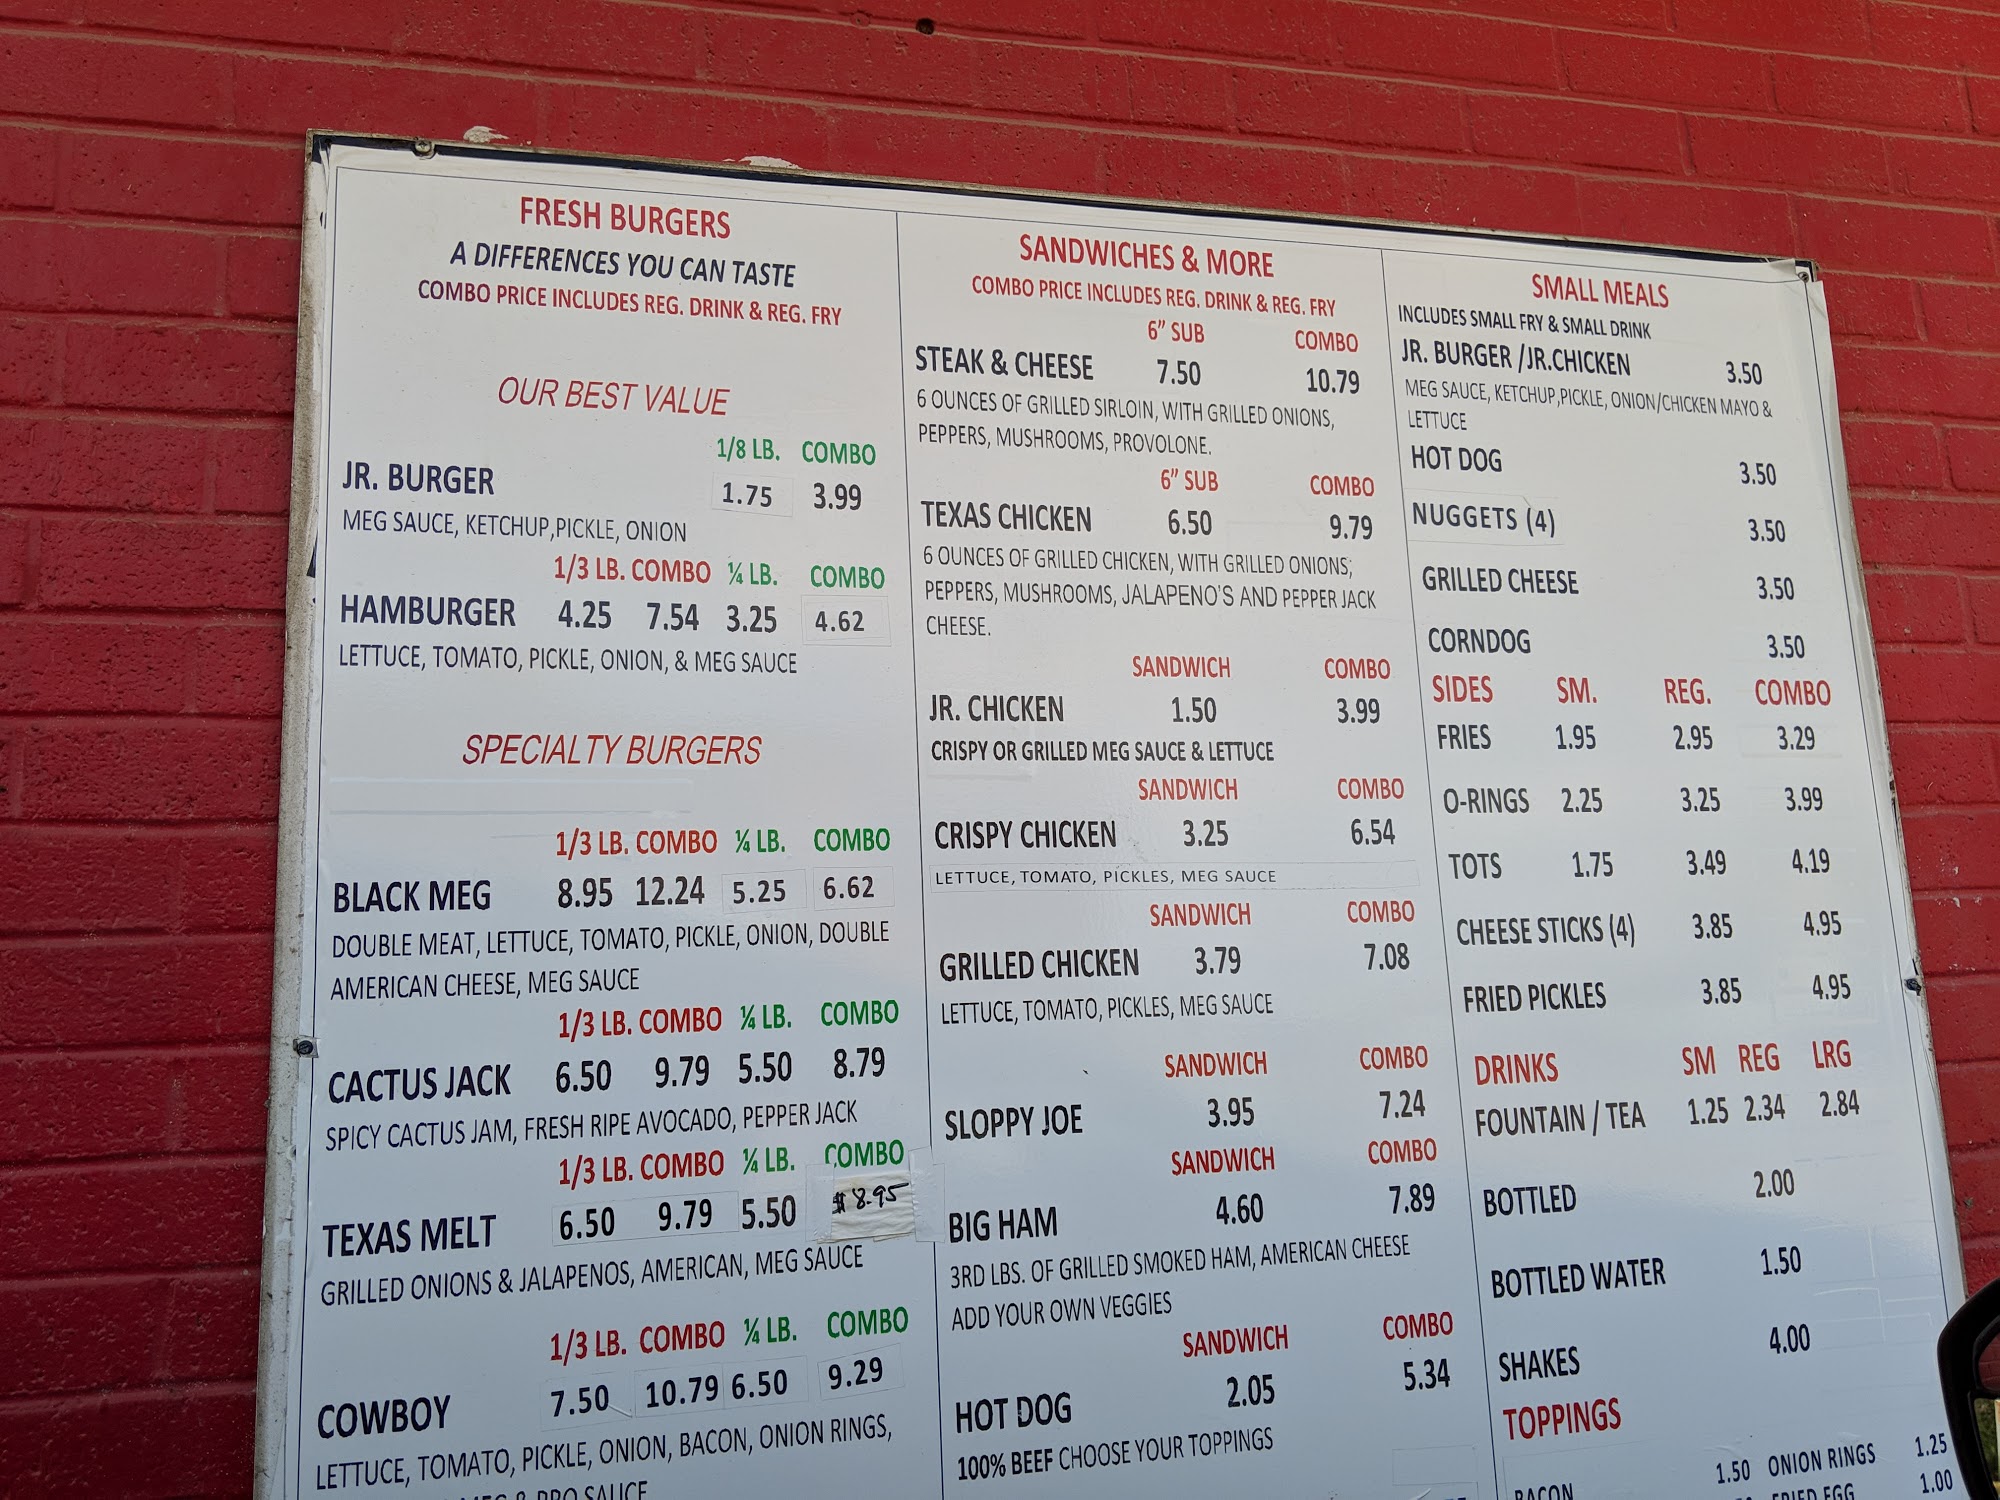 FRESH BURGERS
A DIFFERENCES YOU CAN TASTE
COMBO PRICE INCLUDES REG. DRINK & REG. FRY
OUR BEST VALUE
1/8 LB. COMBO
JR. BURGER 1.75 3.99
MEG SAUCE, KETCHUP,PICKLE, ONION
1/3 LB. COMBO ¼ LB. COMBO
HAMBURGER 4.25 7.54 3.25 4.62
LETTUCE, TOMATO, PICKLE, ONION, & MEG SAUCE
SPECIALTY BURGERS
1/3 LB. COMBO ¼ LB. COMBO
BLACK MEG 8.95 12.24 5.25 6.62
DOUBLE MEAT, LETTUCE, TOMATO, PICKLE, ONION, DOUBLE
AMERICAN CHEESE, MEG SAUCE
1/3 LB. COMBO ¼ LB. COMBO
CACTUS JACK 6.50 9.79 5.50 8.79
SPICY CACTUS JAM, FRESH RIPE AVOCADO, PEPPER JACK
1/3 LB. COMBO ¼ LB. COMBO
TEXAS MELT 6.50 9.79 5.50 $8.95
GRILLED ONIONS & JALAPENOS, AMERICAN, MEG SAUCE
1/3 LB. COMBO ¼ LB. COMBO
COWBOY 7.50 10.79 6.50 9.29
LETTUCE, TOMATO, PICKLE, ONION, BACON, ONION RINGS,
SAUCE
SANDWICHES & MORE
COMBO PRICE INCLUDES REG. DRINK & REG. FRY
6” SUB COMBO
STEAK & CHEESE 7.50 10.79
6 OUNCES OF GRILLED SIRLOIN, WITH GRILLED ONIONS,
PEPPERS, MUSHROOMS, PROVOLONE.
6” SUB COMBO
TEXAS CHICKEN 6.50 9.79
6 OUNCES OF GRILLED CHICKEN, WITH GRILLED ONIONS;
PEPPERS, MUSHROOMS, JALAPENO'S AND PEPPER JACK
CHEESE.
SANDWICH COMBO
JR. CHICKEN 1.50 3.99
CRISPY OR GRILLED MEG SAUCE & LETTUCE
SANDWICH COMBO
CRISPY CHICKEN 3.25 6.54
LETTUCE, TOMATO, PICKLES, MEG SAUCE
SANDWICH COMBO
GRILLED CHICKEN 3.79 7.08
LETTUCE, TOMATO, PICKLES, MEG SAUCE
SANDWICH COMBO
SLOPPY JOE 3.95 7.24
SANDWICH COMBO
BIG HAM 4.60 7.89
3RD LBS. OF GRILLED SMOKED HAM, AMERICAN CHEESE
ADD YOUR OWN VEGGIES
SANDWICH COMBO
HOT DOG 2.05 5.34
100% BEEF CHOOSE YOUR TOPPINGS
SMALL MEALS
INCLUDES SMALL FRY & SMALL DRINK
JR. BURGER /JR.CHICKEN 3.50
MEG SAUCE, KETCHUP,PICKLE, ONION/CHICKEN MAYO &
LETTUCE
HOT DOG 3.50
NUGGETS (4) 3.50
GRILLED CHEESE 3.50
CORNDOG 3.50
SIDES SM. REG. COMBO
FRIES 1.95 2.95 3.29
O-RINGS 2.25 3.25 3.99
TOTS 1.75 3.49 4.19
CHEESE STICKS (4) 3.85 4.95
FRIED PICKLES 3.85 4.95
DRINKS SM REG LRG
FOUNTAIN / TEA 1.25 2.34 2.84
BOTTLED 2.00
BOTTLED WATER 1.50
SHAKES 4.00
TOPPINGS
BACON 1.50 ONION RINGS 1.25
FRIED EGG 1.00